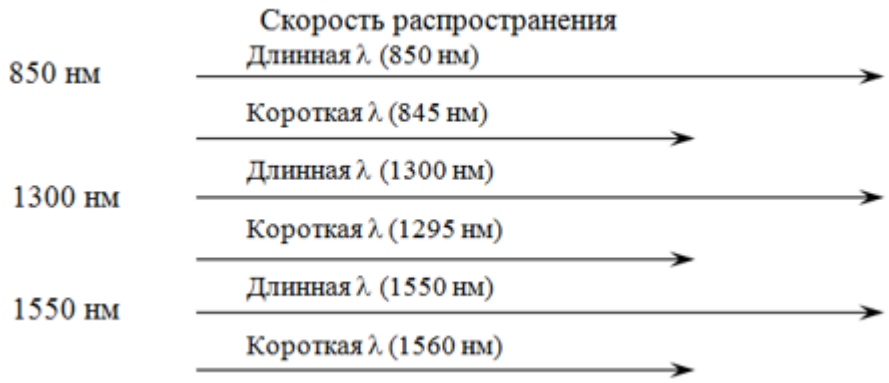 Скорость распространения
Длинная λ (850 нм)
850 нм
Короткая λ (845 нм)
Длинная λ (1300 нм)
1300 нм
Короткая λ (1295 нм)
Длинная λ (1550 нм)
1550 нм
Короткая λ (1560 нм)